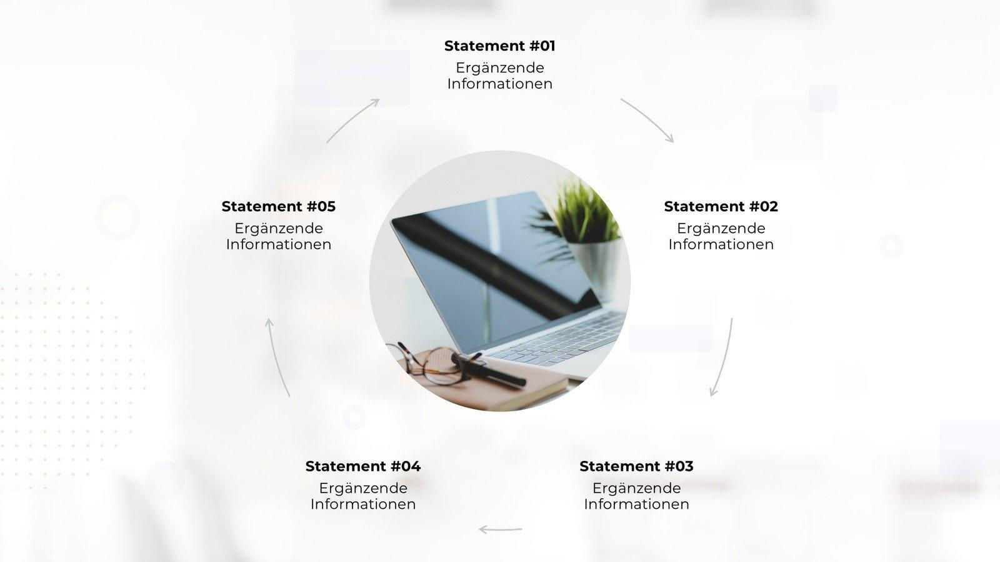 Statement #01
Ergänzende
Informationen
Statement #02
Ergänzende
Informationen
Statement #03
Ergänzende
Informationen
Statement #04
Ergänzende
Informationen
Statement #05
Ergänzende
Informationen